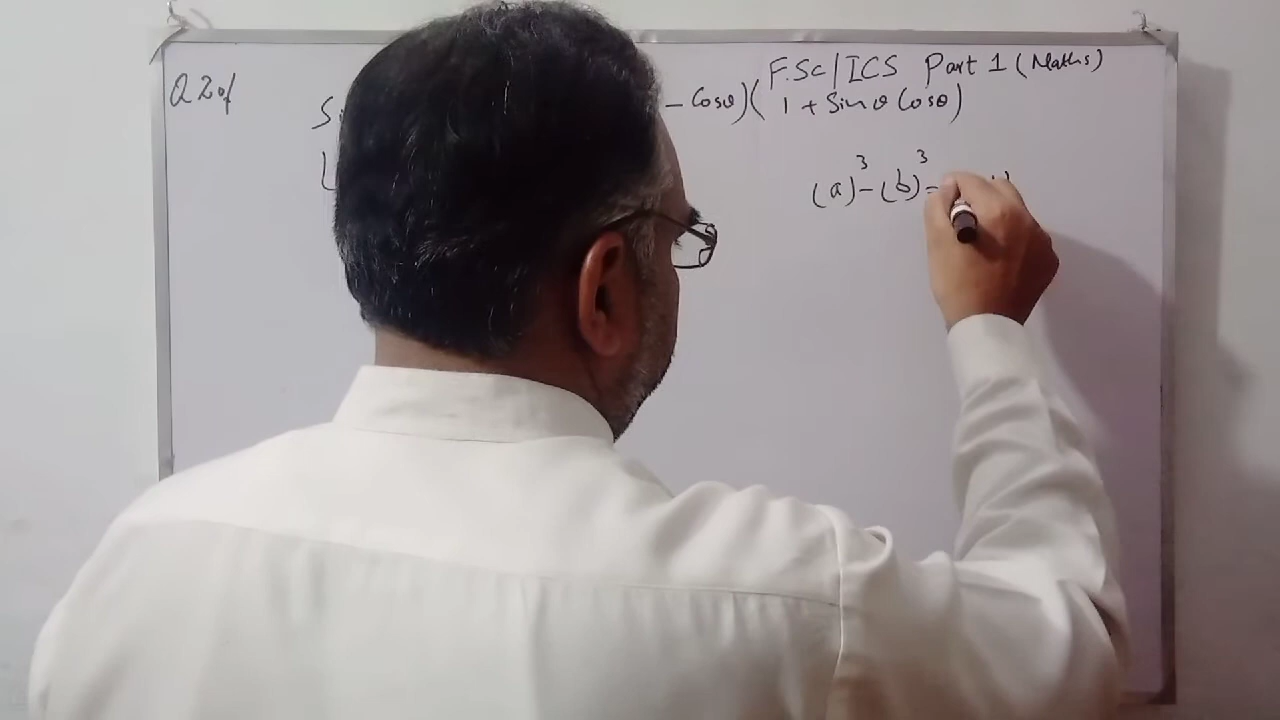 F.Sc/ICS Part 1 (Maths)
Q 2 of
S - Cosθ)( 1 + Sinθ Cosθ)
L
(a)³ - (b)³ =